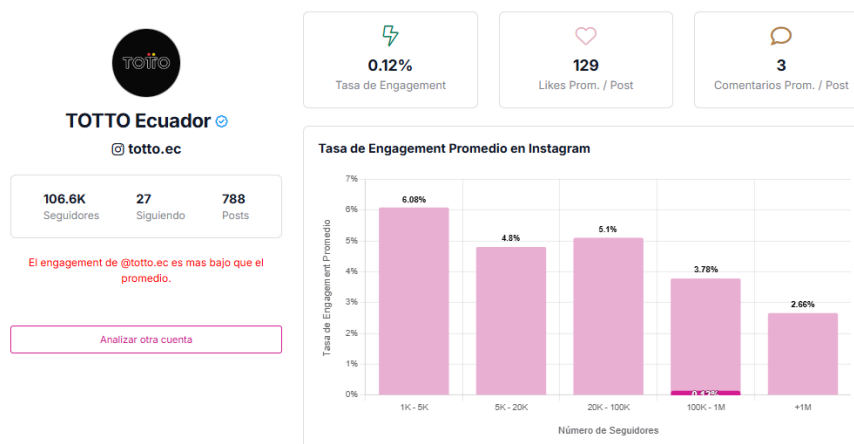 TOTTO
TOTTO Ecuador
totto.ec
106.6K
Seguidores
27
Siguiendo
788
Posts
El engagement de @totto.ec es mas bajo que el
promedio.
Analizar otra cuenta
0.12%
Tasa de Engagement
129
Likes Prom. / Post
3
Comentarios Prom. / Post
Tasa de Engagement Promedio en Instagram
Tasa de Engagement Promedio
7%
6%
5%
4%
3%
2%
1%
0%
6.08%
4.8%
5.1%
3.78%
2.66%
0.12%
1K - 5K
5K - 20K
20K - 100K
100K - 1M
+1M
Número de Seguidores